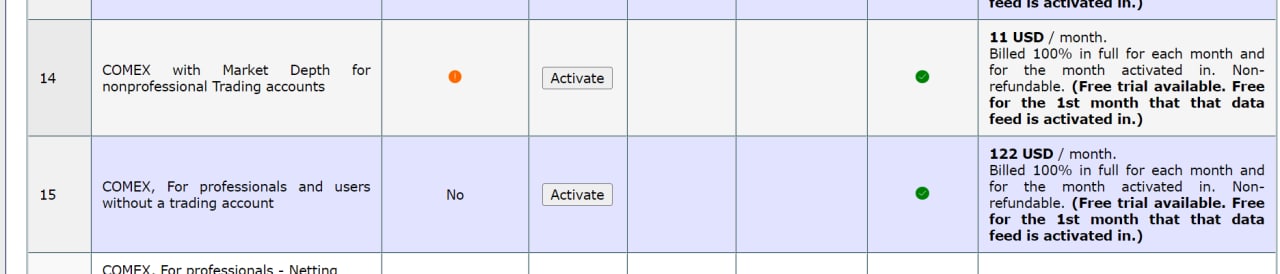 feed is activated in.)
14
COMEX with Market Depth for
nonprofessional Trading accounts
Activate
11 USD / month.
Billed 100% in full for each month and
for the month activated in. Non-
refundable. (Free trial available. Free
for the 1st month that that data
feed is activated in.)
15
COMEX, For professionals and users
without a trading account
No
Activate
122 USD / month.
Billed 100% in full for each month and
for the month activated in. Non-
refundable. (Free trial available. Free
for the 1st month that that data
feed is activated in.)
COMEX, For professionals - Netting